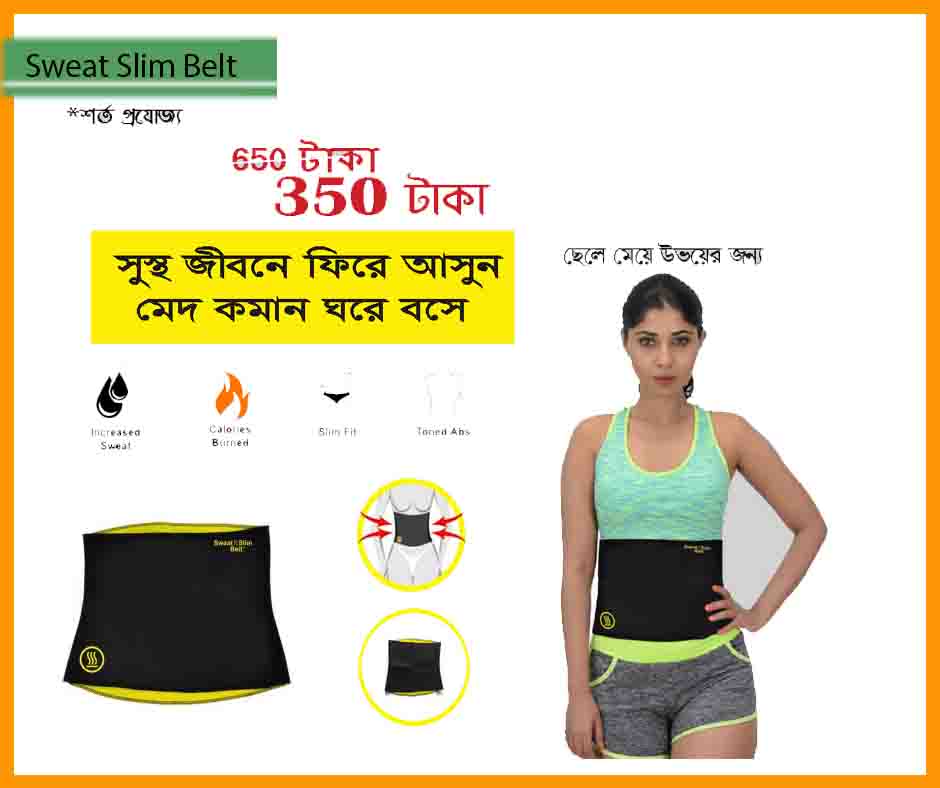 Sweat Slim Belt
*শর্ত প্রযোজ্য
650 টাকা
350 টাকা
সুস্থ জীবনে ফিরে আসুন
মেদ কমান ঘরে বসে
ছেলে মেয়ে উভয়ের জন্য
Increased
Sweat
Calories
Burned
Slim Fit
Toned Abs
Sweat Slim
Belt
Sweat Slim
Belt